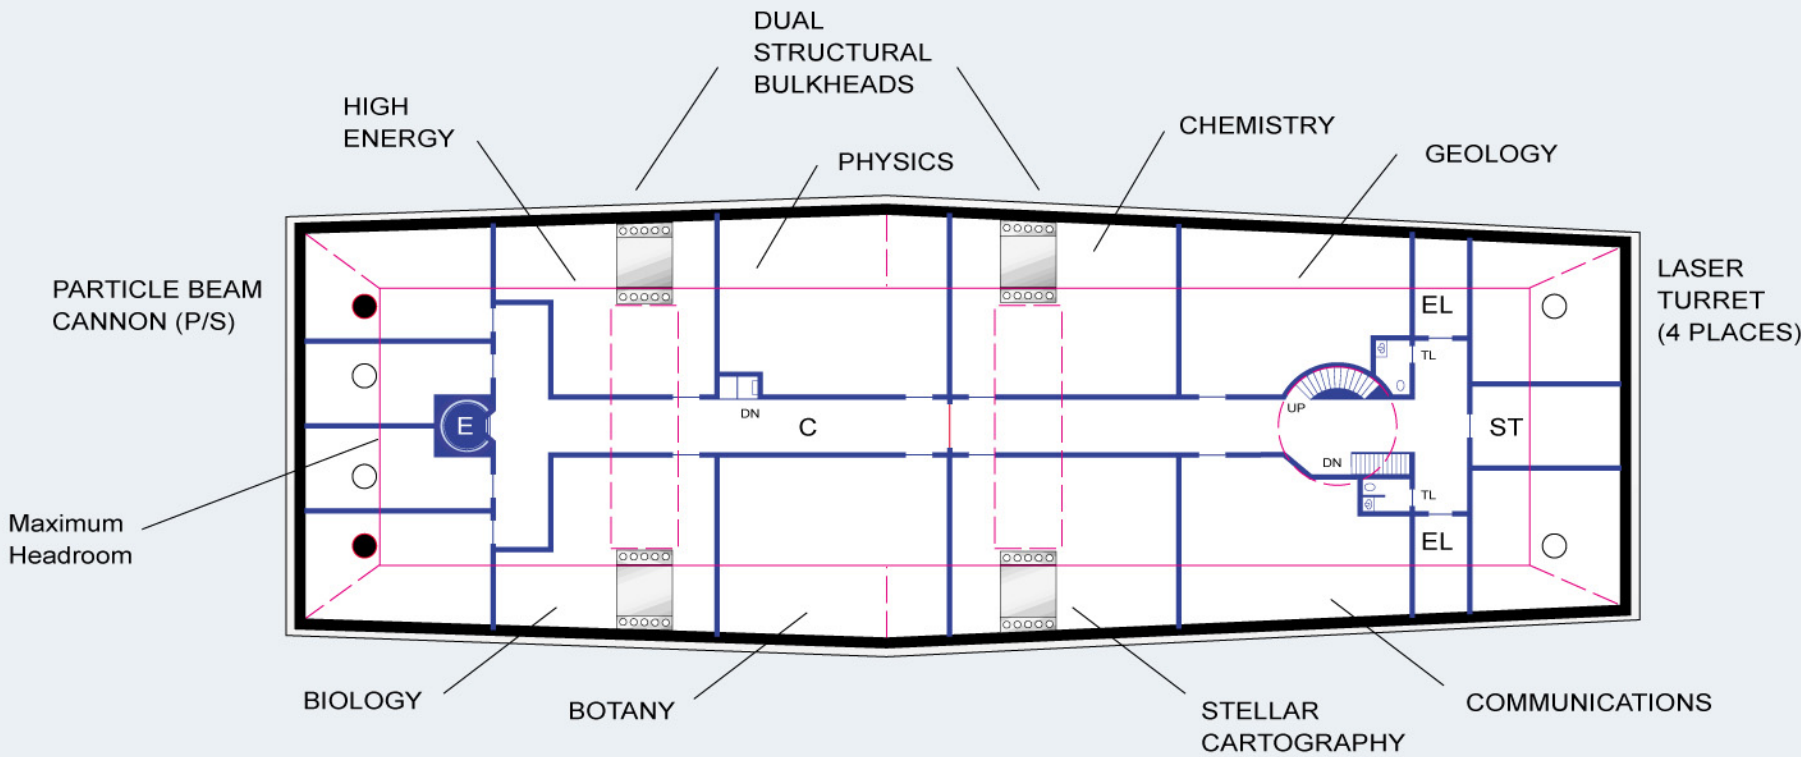 DUAL
STRUCTURAL
BULKHEADS
HIGH
ENERGY
PHYSICS
CHEMISTRY
GEOLOGY
PARTICLE BEAM
CANNON (P/S)
LASER
TURRET
(4 PLACES)
EL
TL
DN
UP
E
C
ST
DN
TL
EL
Maximum
Headroom
BIOLOGY
BOTANY
STELLAR
CARTOGRAPHY
COMMUNICATIONS